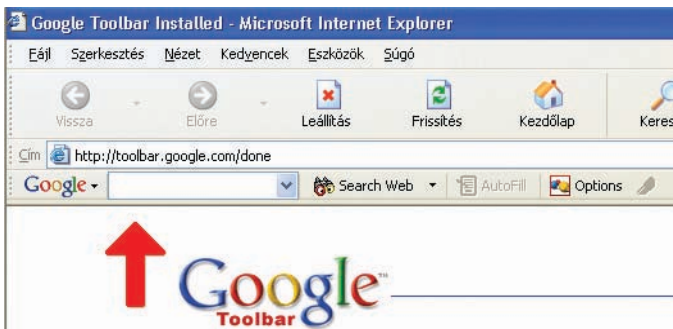 Google Toolbar Installed - Microsoft Internet Explorer
Fájl Szerkesztés Nézet Kedvencek Eszközök Súgó
Vissza Előre Leállítás Frissítés Kezdőlap Keres
Cím http://toolbar.google.com/done
Google Search Web AutoFill Options
Google™
Toolbar